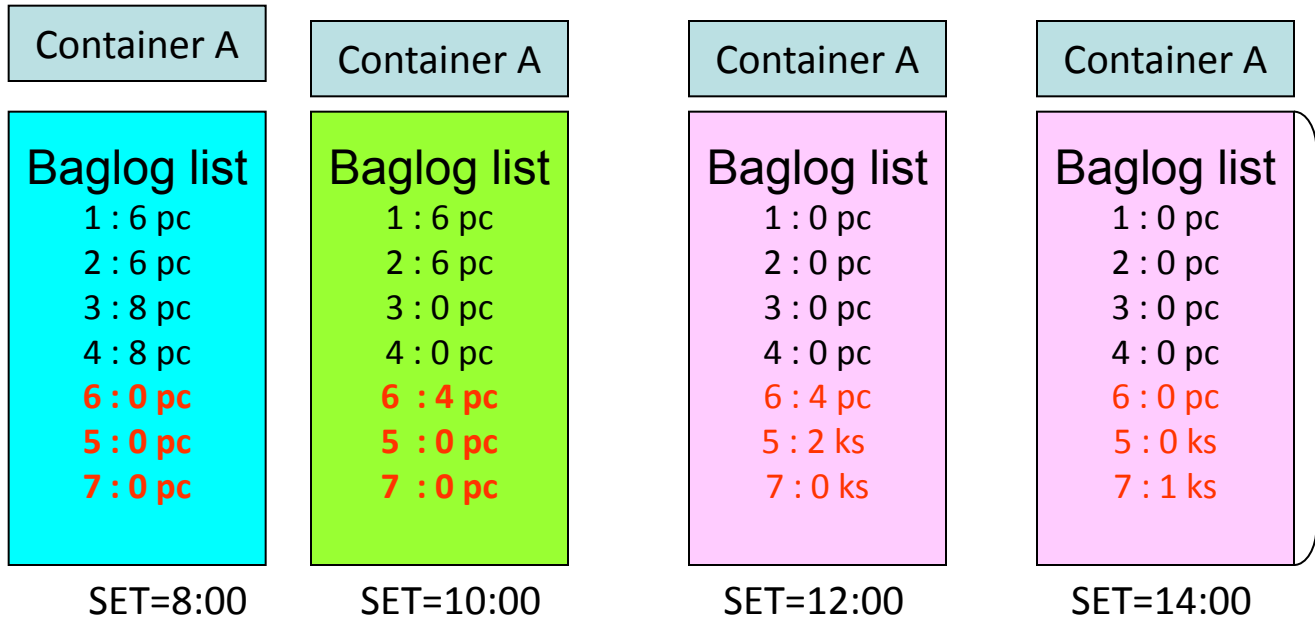 Container A
Baglog list
1 : 6 pc
2 : 6 pc
3 : 8 pc
4 : 8 pc
6 : 0 pc
5 : 0 pc
7 : 0 pc
SET=8:00
Container A
Baglog list
1 : 6 pc
2 : 6 pc
3 : 0 pc
4 : 0 pc
6 : 4 pc
5 : 0 pc
7 : 0 pc
SET=10:00
Container A
Baglog list
1 : 0 pc
2 : 0 pc
3 : 0 pc
4 : 0 pc
6 : 4 pc
5 : 2 ks
7 : 0 ks
SET=12:00
Container A
Baglog list
1 : 0 pc
2 : 0 pc
3 : 0 pc
4 : 0 pc
6 : 0 pc
5 : 0 ks
7 : 1 ks
SET=14:00